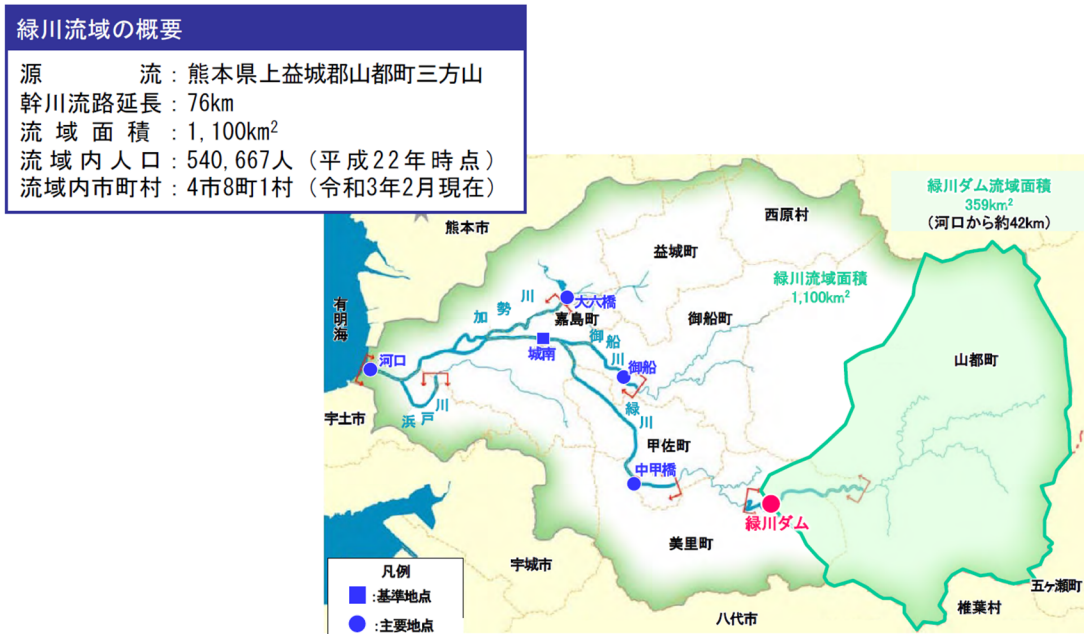 緑川流域の概要
源流：熊本県上益城郡山都町三方山
幹川流路延長：76km
流域面積：1,100km²
流域内人口：540,667人（平成22年時点）
流域内市町村：4市8町1村（令和3年2月現在）
緑川ダム流域面積
359km²
（河口から約42km）
西原村
熊本市
益城町
緑川流域面積
1,100km²
有明海
加勢川
大六橋
嘉島町
御船町
城南
御船川
御船
河口
山都町
浜戸川
緑川
宇土市
甲佐町
中甲橋
緑川ダム
美里町
宇城市
五ヶ瀬町
椎葉村
八代市
凡例
:基準地点
:主要地点